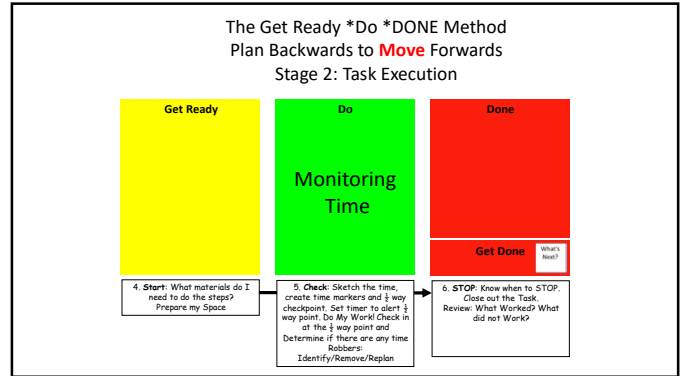 The Get Ready *Do *DONE Method
Plan Backwards to Move Forwards
Stage 2: Task Execution
Get Ready
Do
Done
Monitoring
Time
Get Done
What's
Next?
4. Start: What materials do I
need to do the steps?
Prepare my Space
5. Check: Sketch the time,
create time markers and ½ way
checkpoint. Set timer to alert ½
way point. Do My Work! Check in
at the ½ way point and
Determine if there are any time
Robbers:
Identify/Remove/Replan
6. STOP: Know when to STOP.
Close out the Task.
Review: What Worked? What
did not Work?